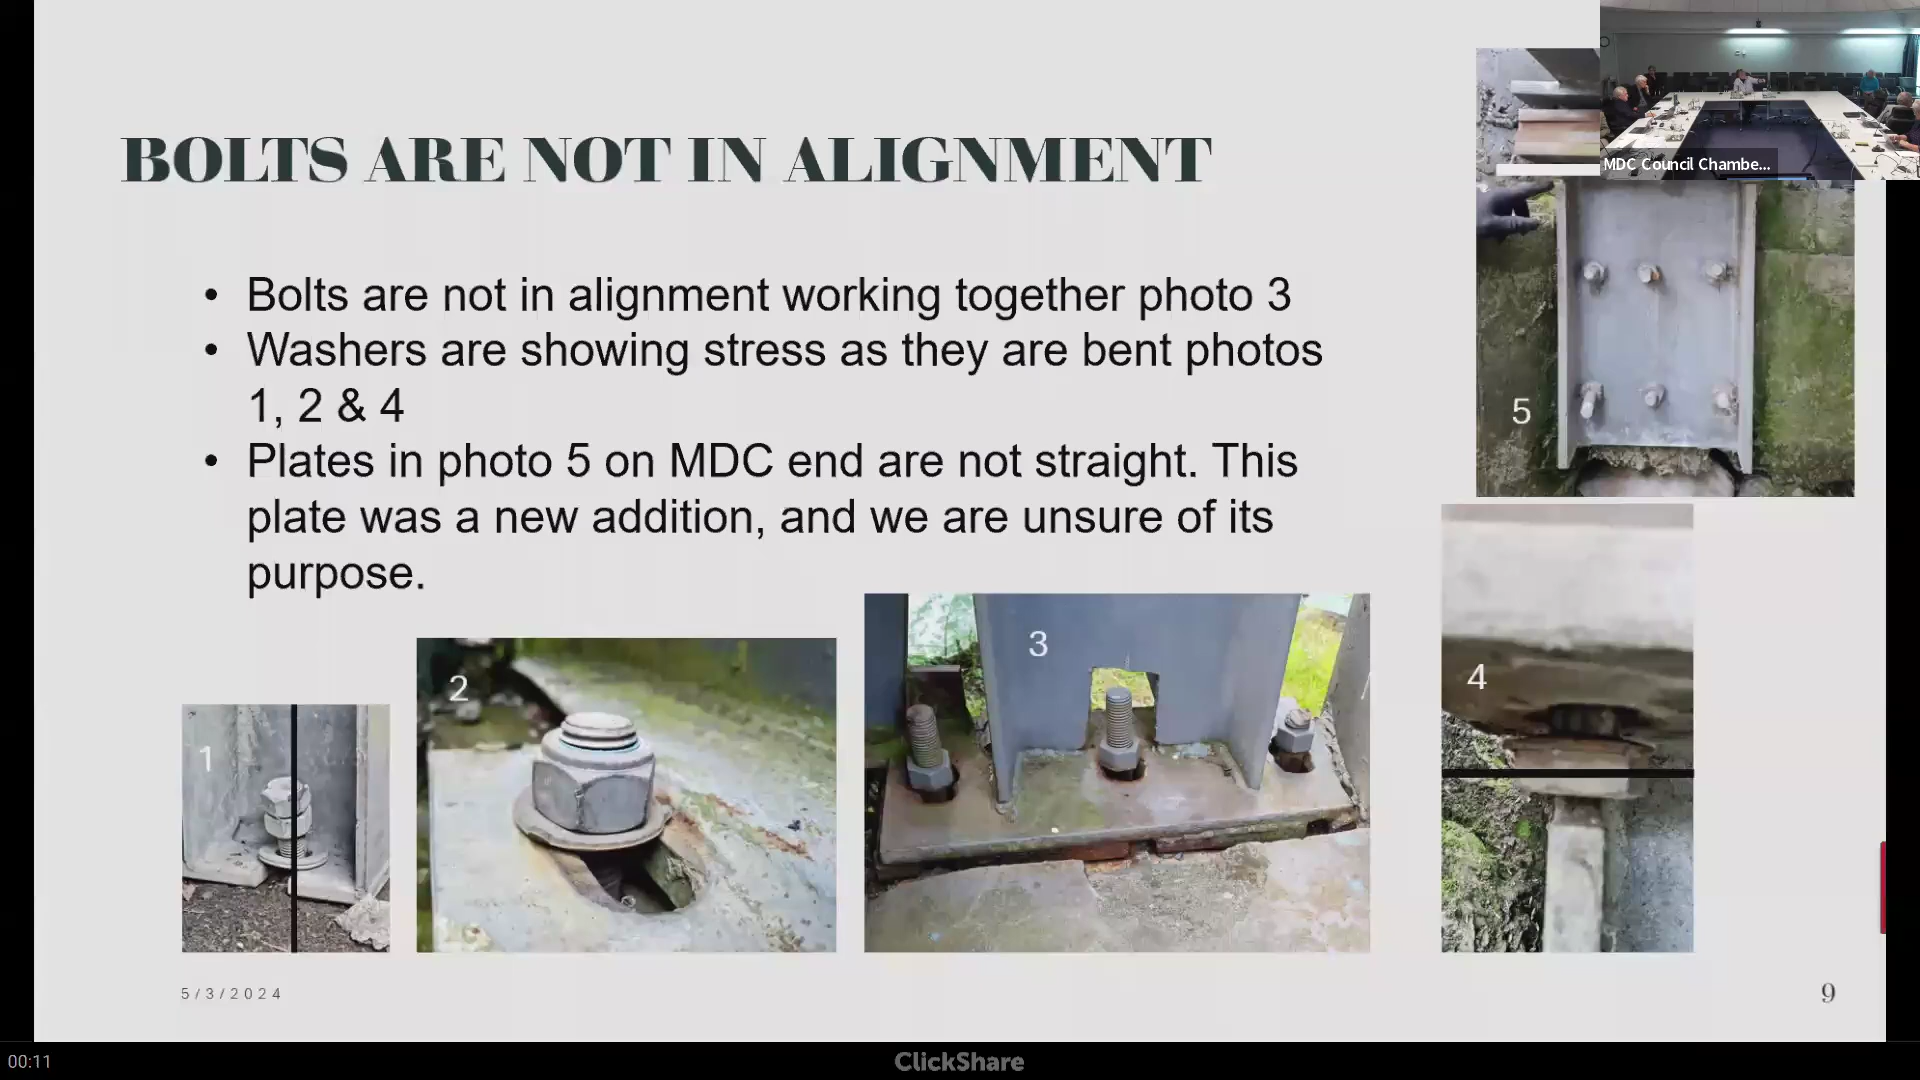 MDC Council Chambe...
BOLTS ARE NOT IN ALIGNMENT
• Bolts are not in alignment working together photo 3
• Washers are showing stress as they are bent photos
1, 2 & 4
• Plates in photo 5 on MDC end are not straight. This
plate was a new addition, and we are unsure of its
purpose.
5
3
4
2
1
5/3/2024
9
00:11
ClickShare